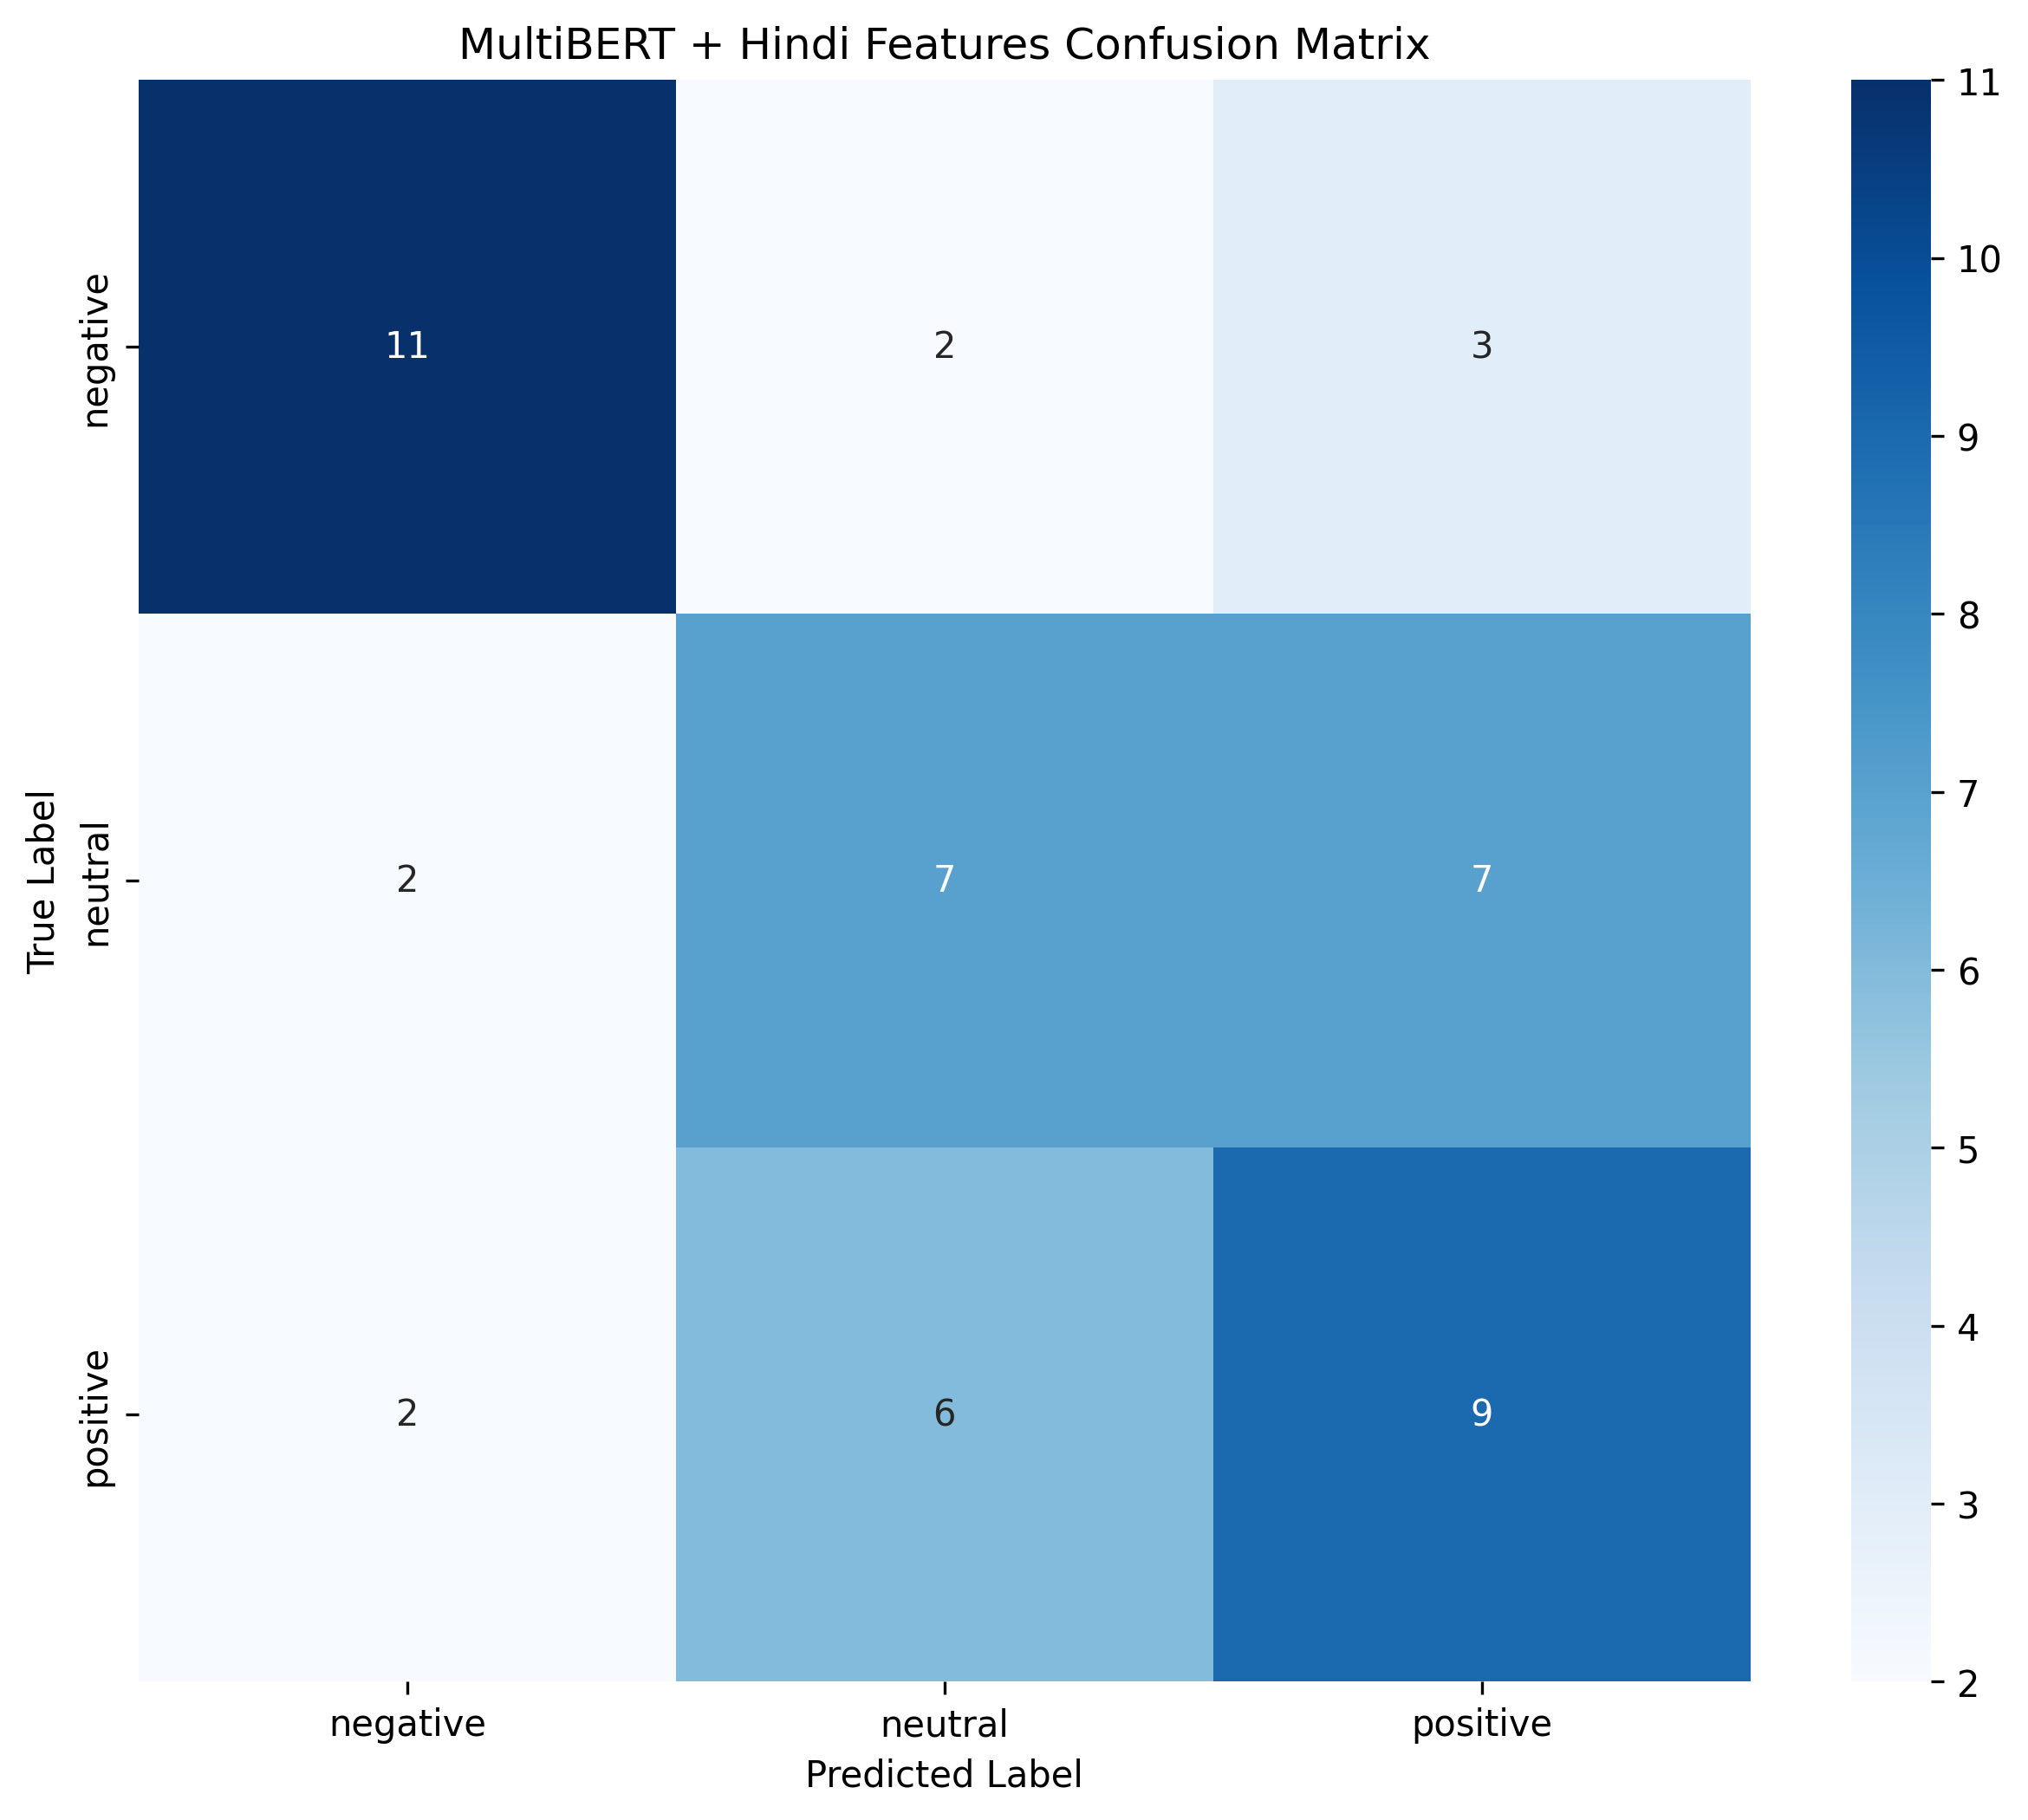 MultiBERT + Hindi Features Confusion Matrix
True Label
negative
11 2 3
neutral
2 7 7
positive
2 6 9
negative neutral positive
Predicted Label
11
10
9
8
7
6
5
4
3
2